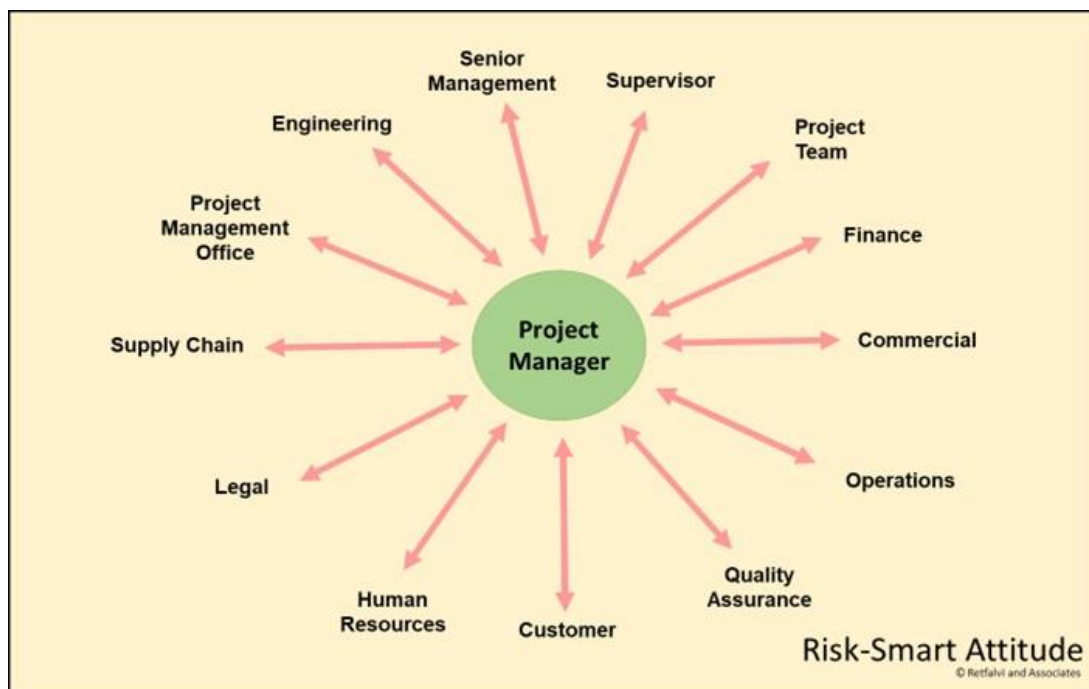 Senior
Management
Supervisor
Engineering
Project
Team
Project
Management
Office
Finance
Project
Manager
Supply Chain
Commercial
Legal
Operations
Human
Resources
Customer
Quality
Assurance
Risk-Smart Attitude
© Retfalvi and Associates